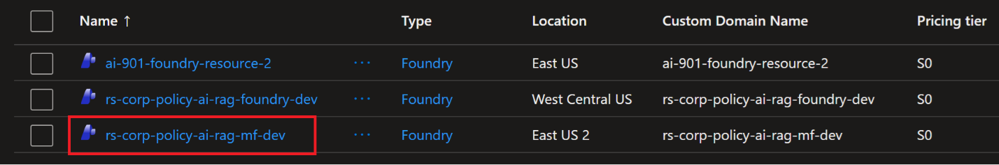 Name ↑ Type Location Custom Domain Name Pricing tier
ai-901-foundry-resource-2 ··· Foundry East US ai-901-foundry-resource-2 S0
rs-corp-policy-ai-rag-foundry-dev ··· Foundry West Central US rs-corp-policy-ai-rag-foundry-dev S0
rs-corp-policy-ai-rag-mf-dev ··· Foundry East US 2 rs-corp-policy-ai-rag-mf-dev S0